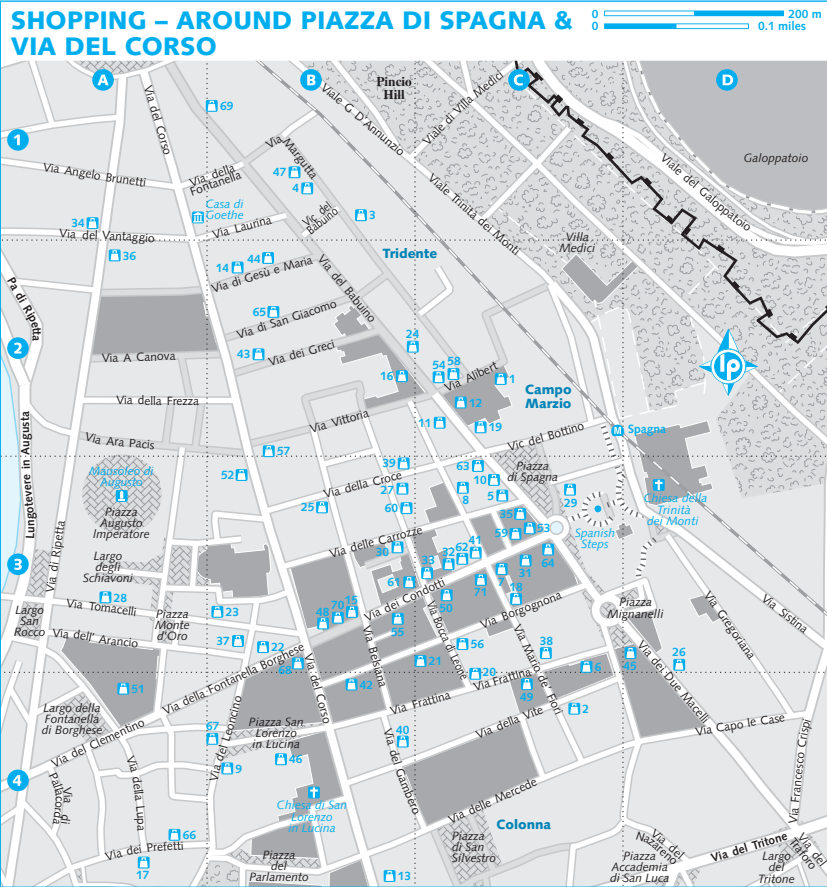 SHOPPING – AROUND PIAZZA DI SPAGNA &
VIA DEL CORSO
0 200 m
0 0.1 miles
A
B
C
D
1
2
3
4
Via del Corso
69
Pincio
Hill
Viale G D'Annunzio
Viale di Villa Medici
Galoppatoio
Viale del Galoppatoio
Via Angelo Brunetti
Via della
Fontanella
Via Margutta
47
4
3
Vic del
Babuino
Viale Trinità dei Monti
34
Via del Vantaggio
Casa di
Goethe
Via Laurina
36
Villa
Medici
Tridente
44
14
Via di Gesù e Maria
Via del Babuino
65
Via di San Giacomo
Pa di Ripetta
43
Via dei Greci
24
Via A Canova
16
54
58
Via Alibert
1
12
Campo
Marzio
lp
Via della Frezza
Via Vittoria
11
19
Vic del Bottino
M Spagna
Via Ara Pacis
57
Lungotevere in Augusta
52
39
63
Piazza
di Spagna
Mausoleo di
Augusto
Via della Croce
27
10
8
5
29
Chiesa della
Trinità
dei Monti
Piazza
Augusto
Imperatore
25
60
35
53
59
Spanish
Steps
Via di Ripetta
Via delle Carrozze
30
41
62
32
64
31
Largo
degli
Schiavoni
33
61
7
71
18
28
Via Tomacelli
Largo
San
Rocco
Piazza
Monte
d'Oro
23
48
70
15
Via dei Condotti
50
55
Via Borgognona
Piazza
Mignanelli
Via Gregoriana
Via Sistina
Via dell' Arancio
37
22
68
Via Belsiana
Via Bocca di Leone
56
Via Mario de' Fiori
38
45
26
51
Via della Fontanella Borghese
Via del Corso
21
20
6
42
Via Frattina
Via Frattina
49
2
Via dei Due Macelli
Largo della
Fontanella
di Borghese
Via del Clementino
67
Via del Leoncino
Piazza San
Lorenzo
in Lucina
40
Via del Gambero
Via della Vite
Via Capo le Case
9
46
Via di
Pallacorda
Via della Lupa
Chiesa di San
Lorenzo
in Lucina
Via delle Mercede
Via Francesco Crispi
66
Via dei Prefetti
17
Piazza
del
Parlamento
13
Piazza
di San
Silvestro
Colonna
Via del
Nazareno
Piazza
Accademia
di San Luca
Via del Tritone
Largo
del
Tritone
Via del
Traforo